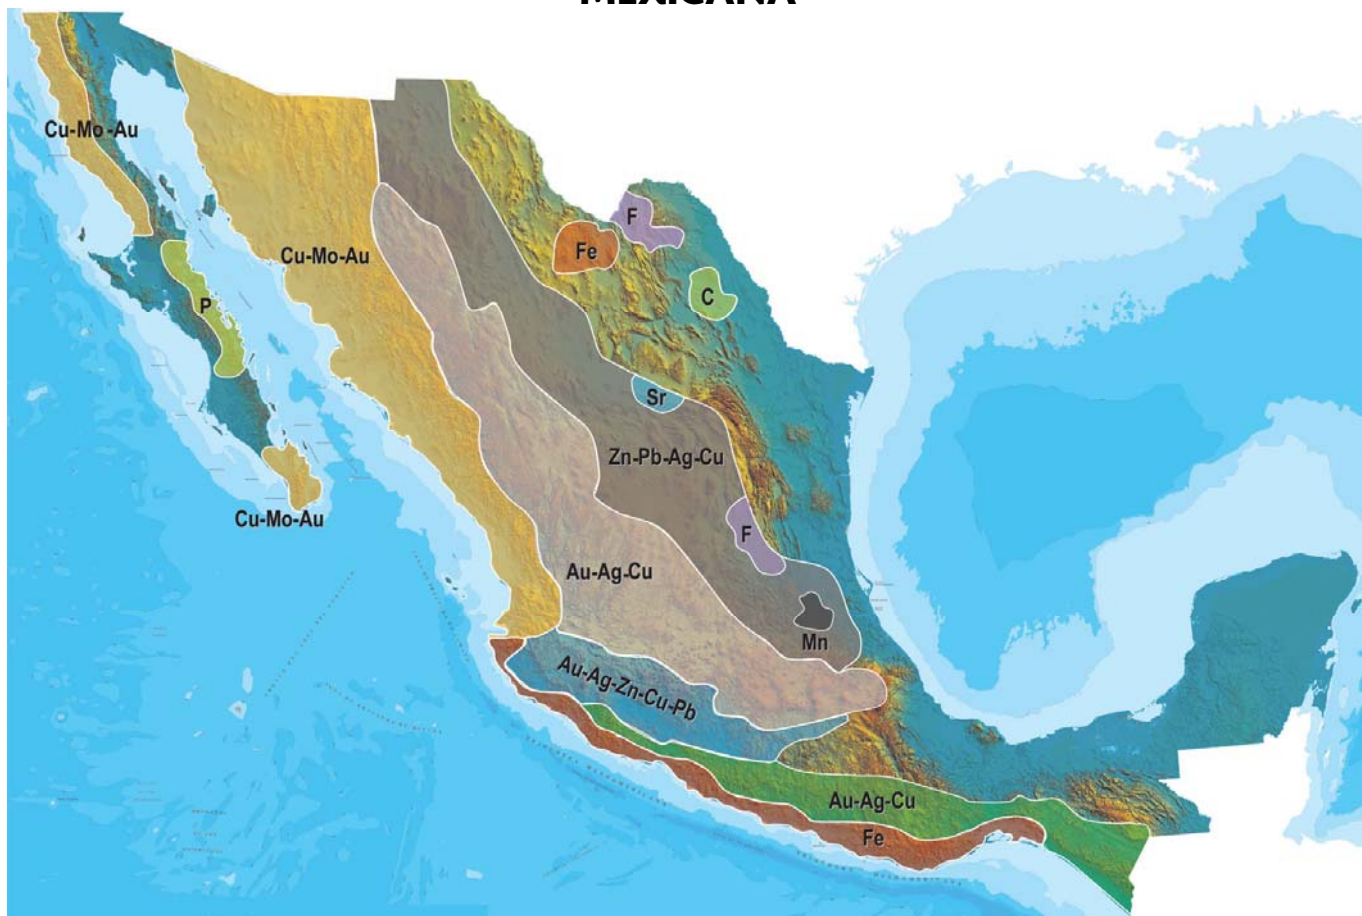 MEXICANA
Cu-Mo-Au
F
Fe
Cu-Mo-Au
C
P
Sr
Zn-Pb-Ag-Cu
Cu-Mo-Au
F
Au-Ag-Cu
Mn
Au-Ag-Zn-Cu-Pb
Au-Ag-Cu
Fe